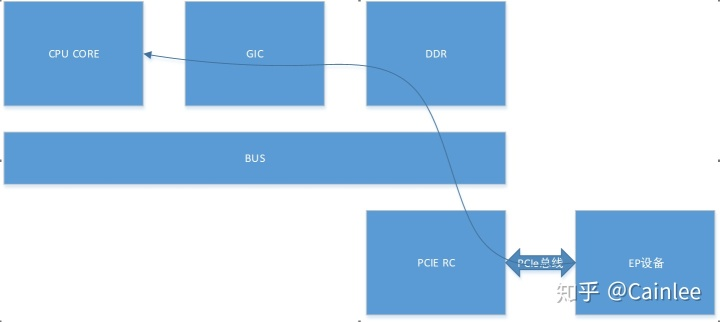 CPU CORE
GIC
DDR
BUS
PCIE RC
PCIe总线
EP设备
知乎 @Cainlee